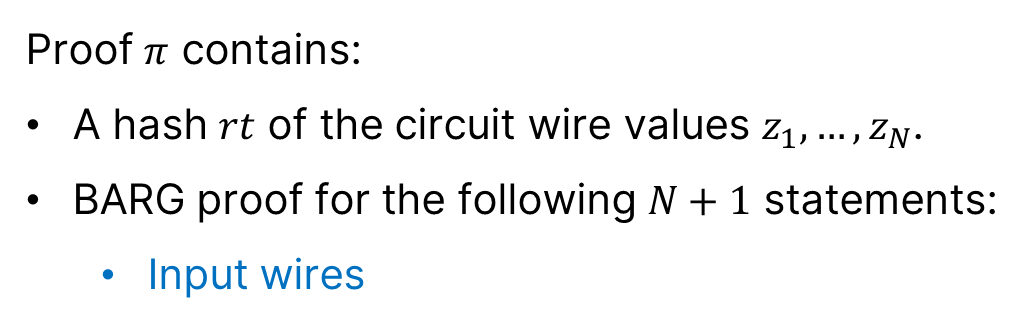 Proof π contains:
• A hash rt of the circuit wire values z₁, ..., z_N.
• BARG proof for the following N + 1 statements:
• Input wires